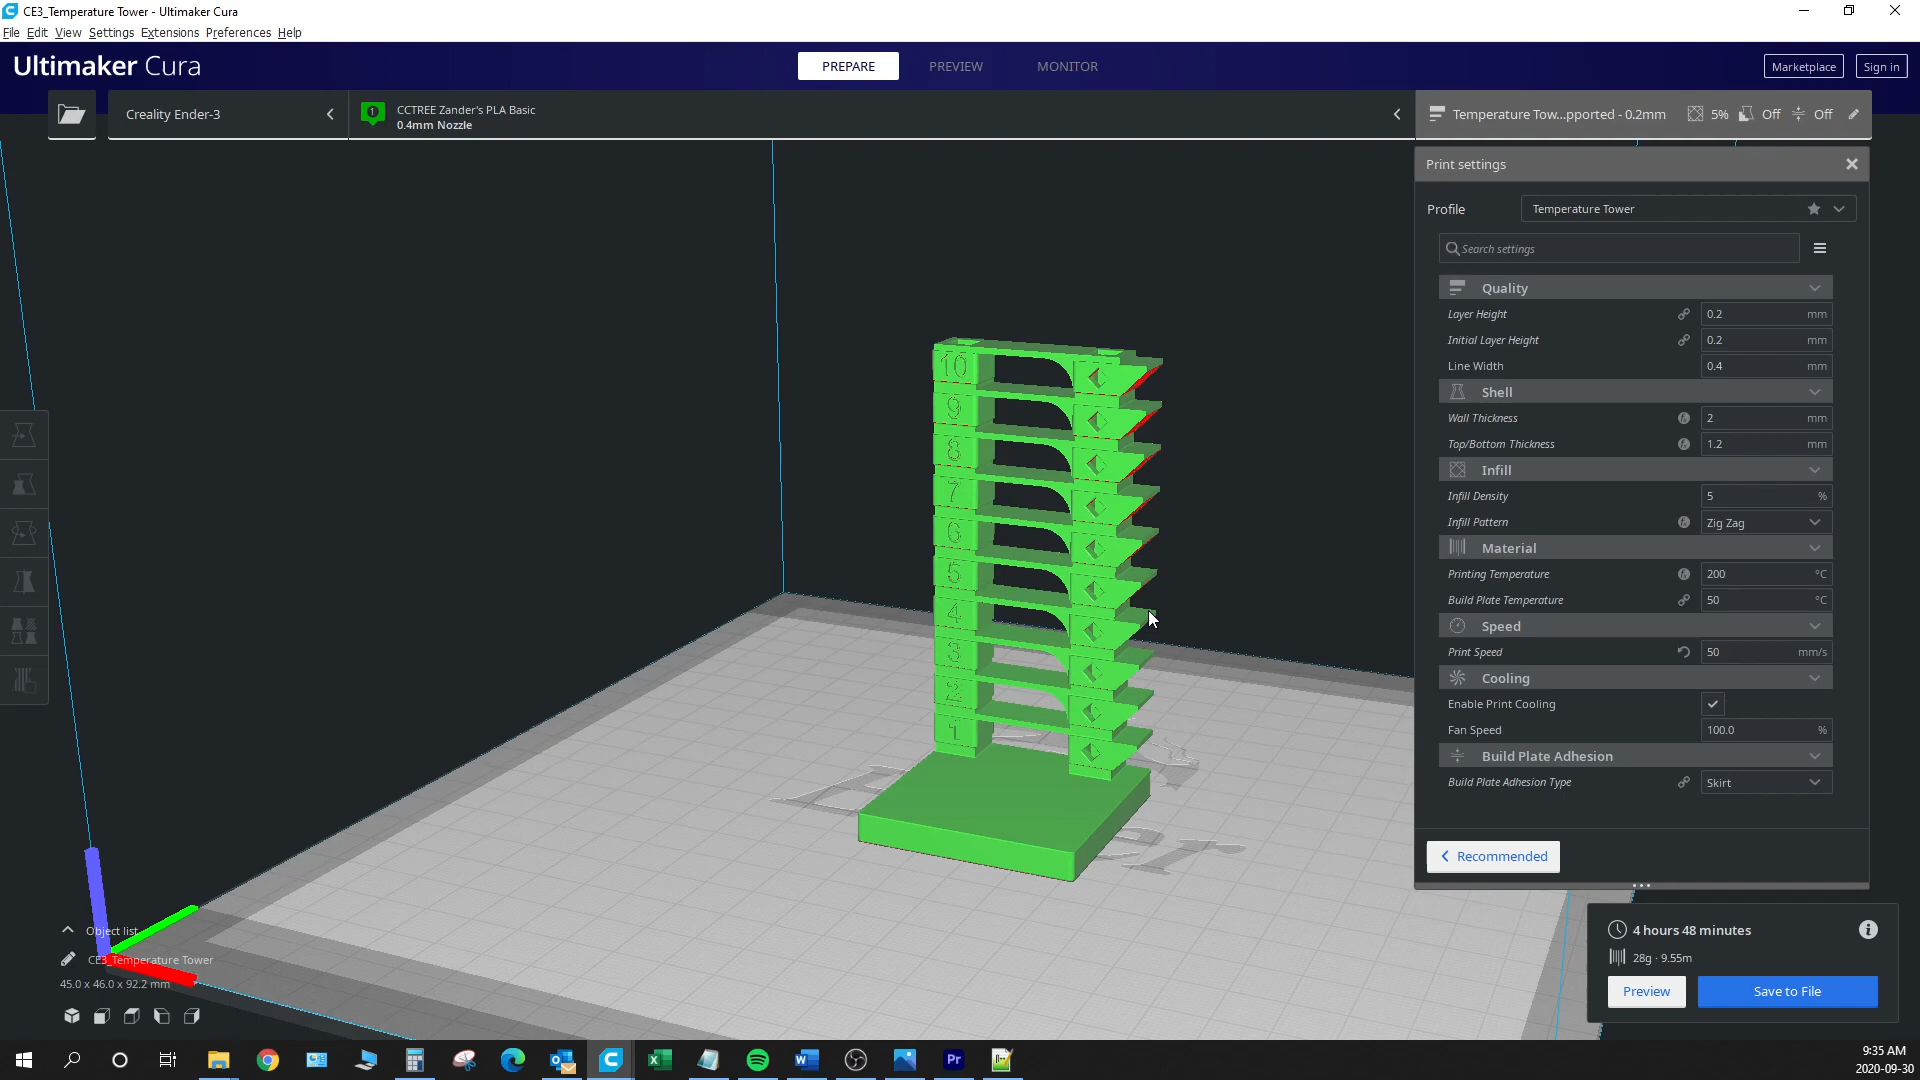 CE3_Temperature Tower - Ultimaker Cura
File Edit View Settings Extensions Preferences Help
Ultimaker Cura
PREPARE
PREVIEW
MONITOR
Marketplace
Sign in
Creality Ender-3
1
CCTREE Zander's PLA Basic
0.4mm Nozzle
Temperature Tow...pported - 0.2mm
5%
Off
Off
Print settings
Profile
Temperature Tower
Search settings
Quality
Layer Height 0.2 mm
Initial Layer Height 0.2 mm
Line Width 0.4 mm
Shell
Wall Thickness 2 mm
Top/Bottom Thickness 1.2 mm
Infill
Infill Density 5 %
Infill Pattern Zig Zag
Material
Printing Temperature 200 °C
Build Plate Temperature 50 °C
Speed
Print Speed 50 mm/s
Cooling
Enable Print Cooling
Fan Speed 100.0 %
Build Plate Adhesion
Build Plate Adhesion Type Skirt
Recommended
10
9
8
7
6
5
4
3
2
1
Object list
CE3_Temperature Tower
45.0 x 46.0 x 92.2 mm
4 hours 48 minutes
28g · 9.55m
Preview
Save to File
Pr
9:35 AM
2020-09-30